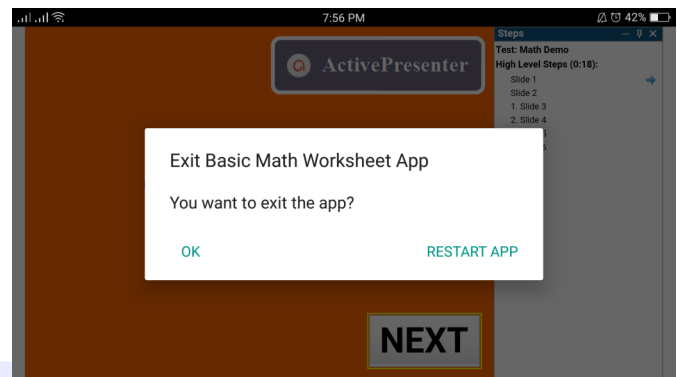 7:56 PM
42%
Steps
ActivePresenter
Test: Math Demo
High Level Steps (0:18):
Slide 1
Slide 2
1. Slide 3
2. Slide 4
Exit Basic Math Worksheet App
You want to exit the app?
OK
RESTART APP
NEXT